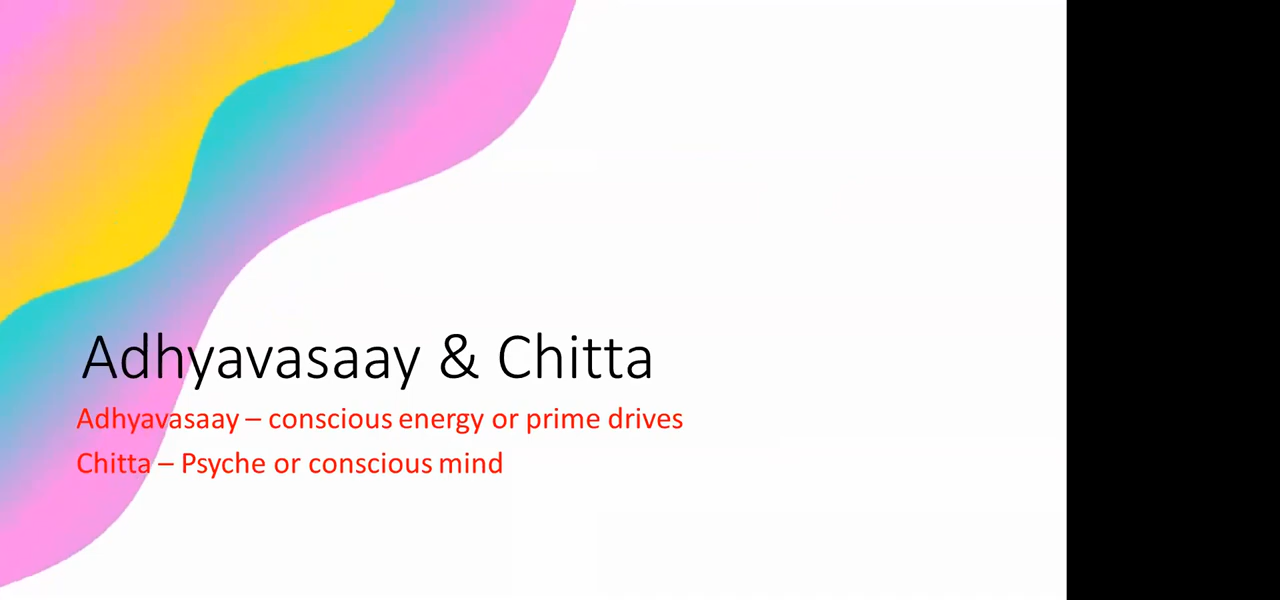 Adhyavasaay & Chitta
Adhyavasaay – conscious energy or prime drives
Chitta – Psyche or conscious mind